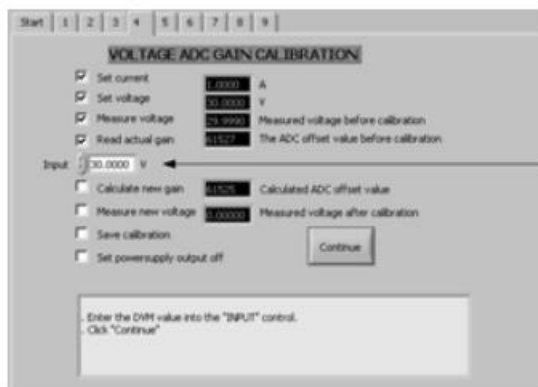 Start 1 2 3 4 5 6 7 8 9
VOLTAGE ADC GAIN CALIBRATION
Set current 1.0000 A
Set voltage 30.0000 V
Measure voltage 29.9990 Measured voltage before calibration
Read actual gain 61527 The ADC offset value before calibration
Input 30.0000 V
Calculate new gain 61525 Calculated ADC offset value
Measure new voltage 0.00000 Measured voltage after calibration
Save calibration
Continue
Set powersupply output off
. Enter the DVM value into the "INPUT" control.
. Click "Continue"